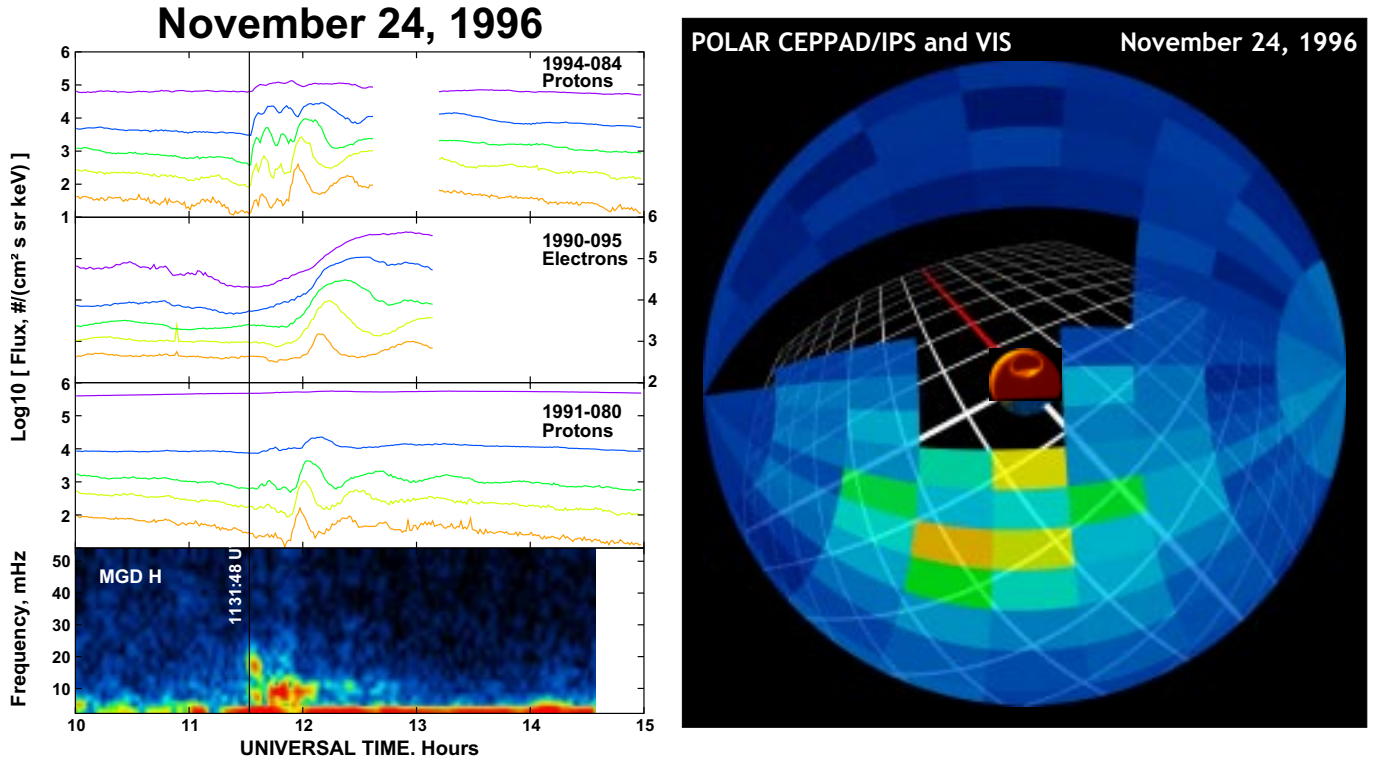 November 24, 1996
6
5
4
3
2
1
1994-084
Protons
6
5
4
3
2
1990-095
Electrons
6
5
4
3
2
1991-080
Protons
Log10 [ Flux, #/(cm² s sr keV) ]
50
40
30
20
10
Frequency, mHz
MGD H
1131:48 U
10 11 12 13 14 15
UNIVERSAL TIME. Hours
POLAR CEPPAD/IPS and VIS November 24, 1996